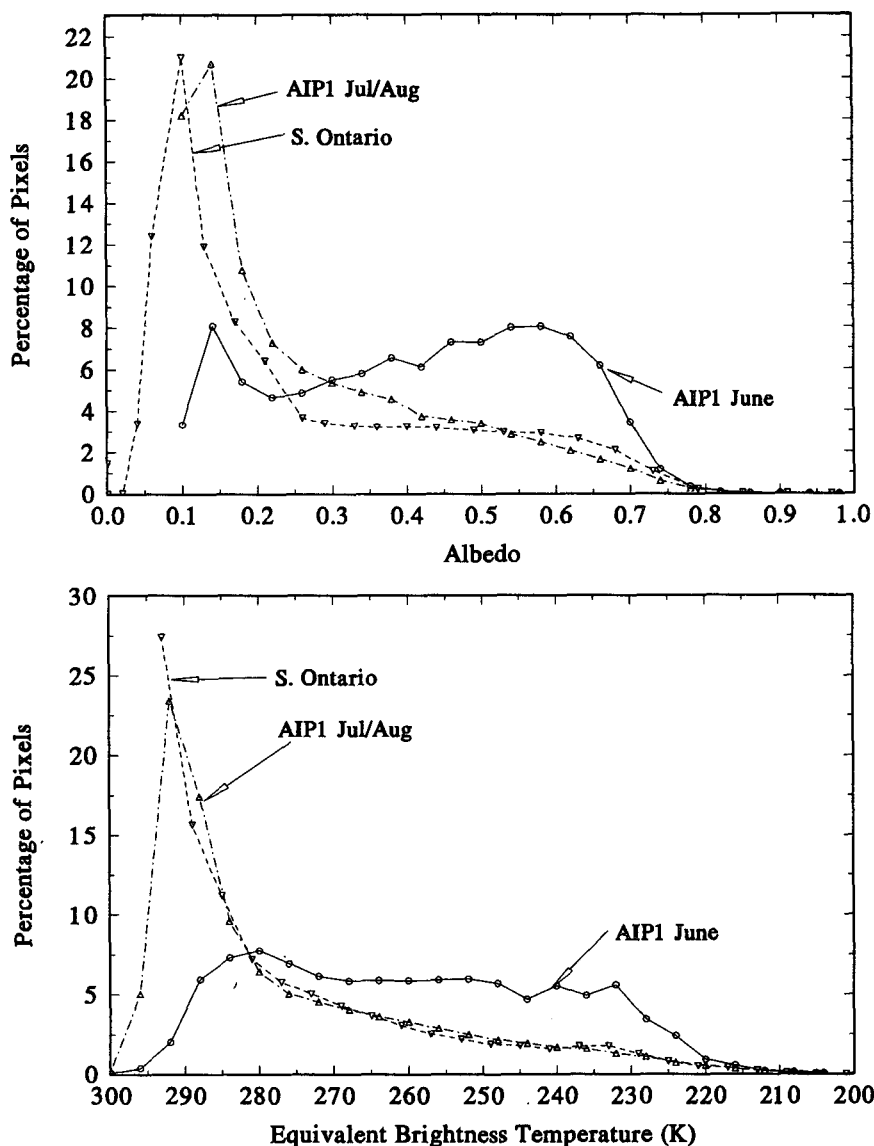 22
20
18
16
14
12
10
8
6
4
2
0
Percentage of Pixels
AIP1 Jul/Aug
S. Ontario
AIP1 June
0.0 0.1 0.2 0.3 0.4 0.5 0.6 0.7 0.8 0.9 1.0
Albedo
30
25
20
15
10
5
0
Percentage of Pixels
S. Ontario
AIP1 Jul/Aug
AIP1 June
300 290 280 270 260 250 240 230 220 210 200
Equivalent Brightness Temperature (K)